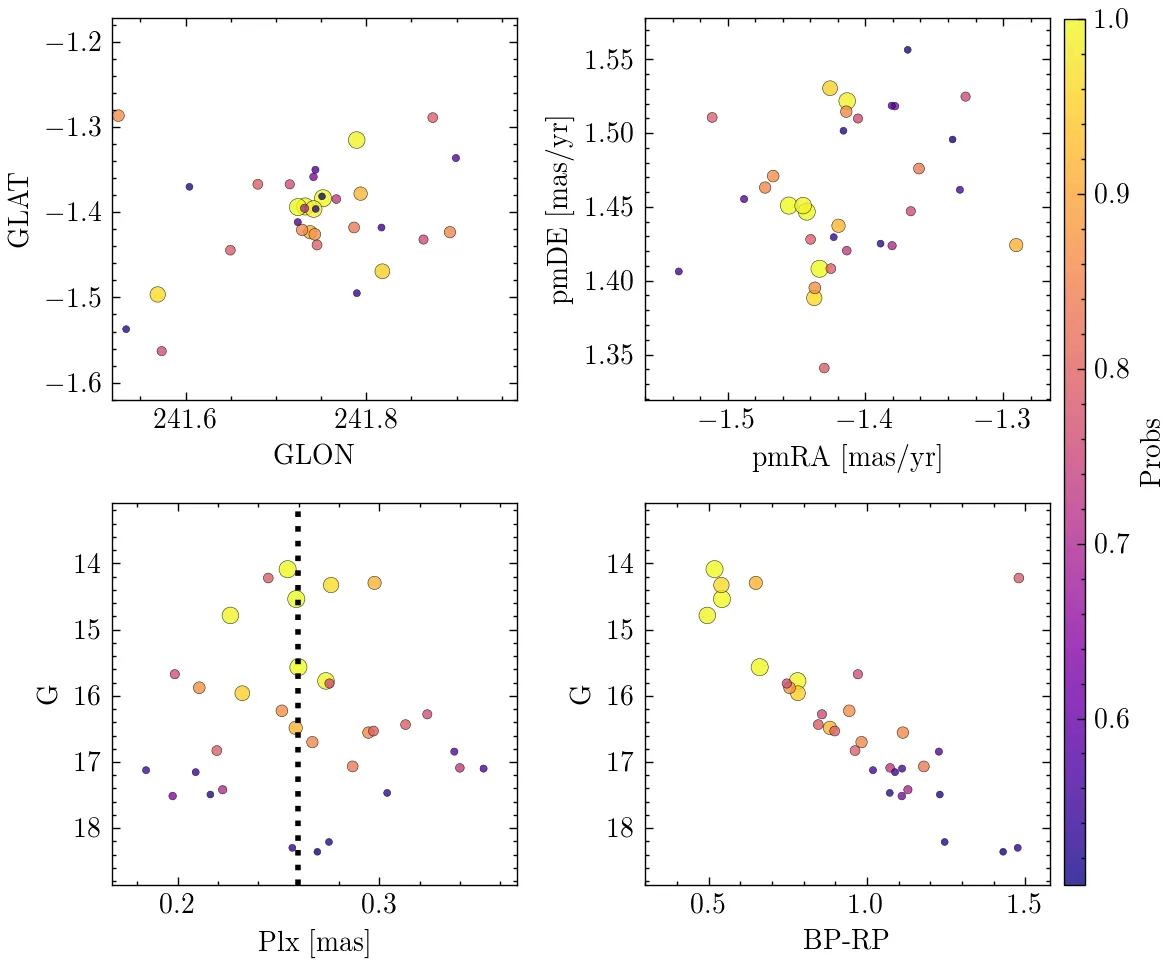 −1.2
−1.3
−1.4
−1.5
−1.6
GLAT
241.6 241.8
GLON
1.55
1.50
1.45
1.40
1.35
pmDE [mas/yr]
−1.5 −1.4 −1.3
pmRA [mas/yr]
14
15
16
17
18
G
0.2 0.3
Plx [mas]
14
15
16
17
18
G
0.5 1.0 1.5
BP-RP
1.0
0.9
0.8
0.7
0.6
Probs